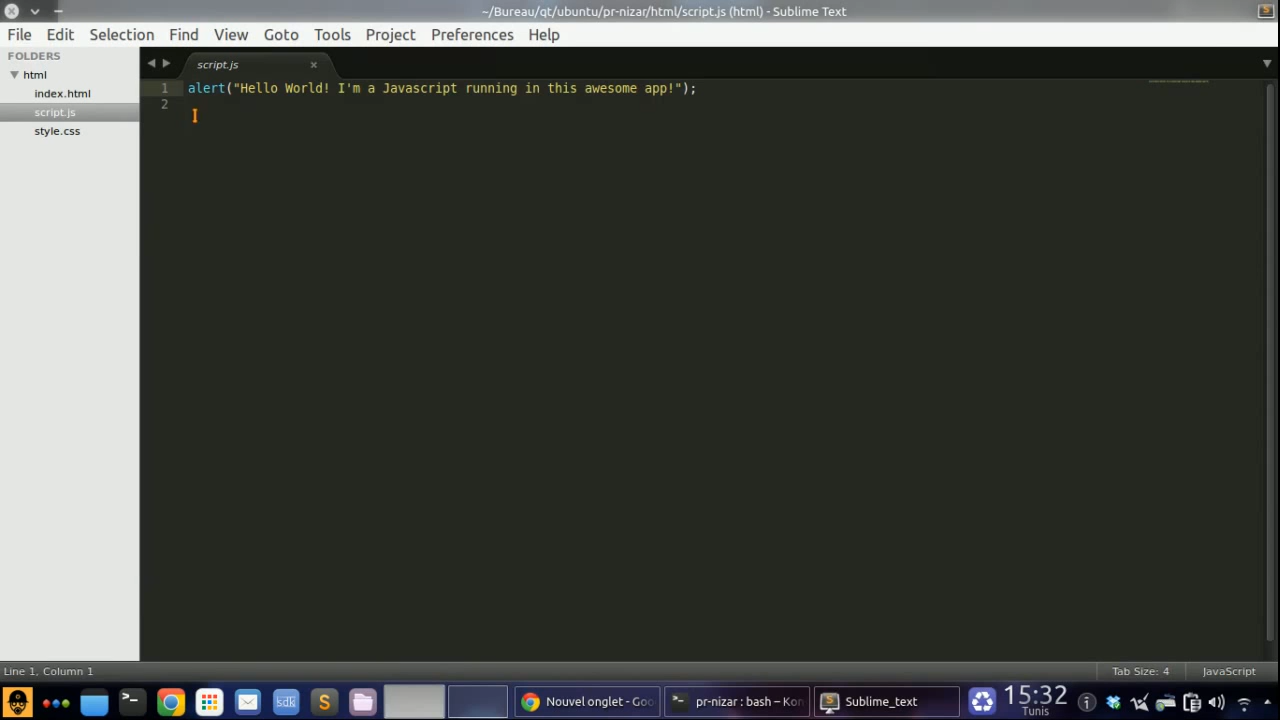 ~/Bureau/qt/ubuntu/pr-nizar/html/script.js (html) - Sublime Text
File Edit Selection Find View Goto Tools Project Preferences Help
FOLDERS
html
index.html
script.js
style.css
script.js
1 alert("Hello World! I'm a Javascript running in this awesome app!");
2
Line 1, Column 1
Tab Size: 4
JavaScript
sdk
Nouvel onglet - Goo
pr-nizar : bash – Kon
Sublime_text
15:32
Tunis